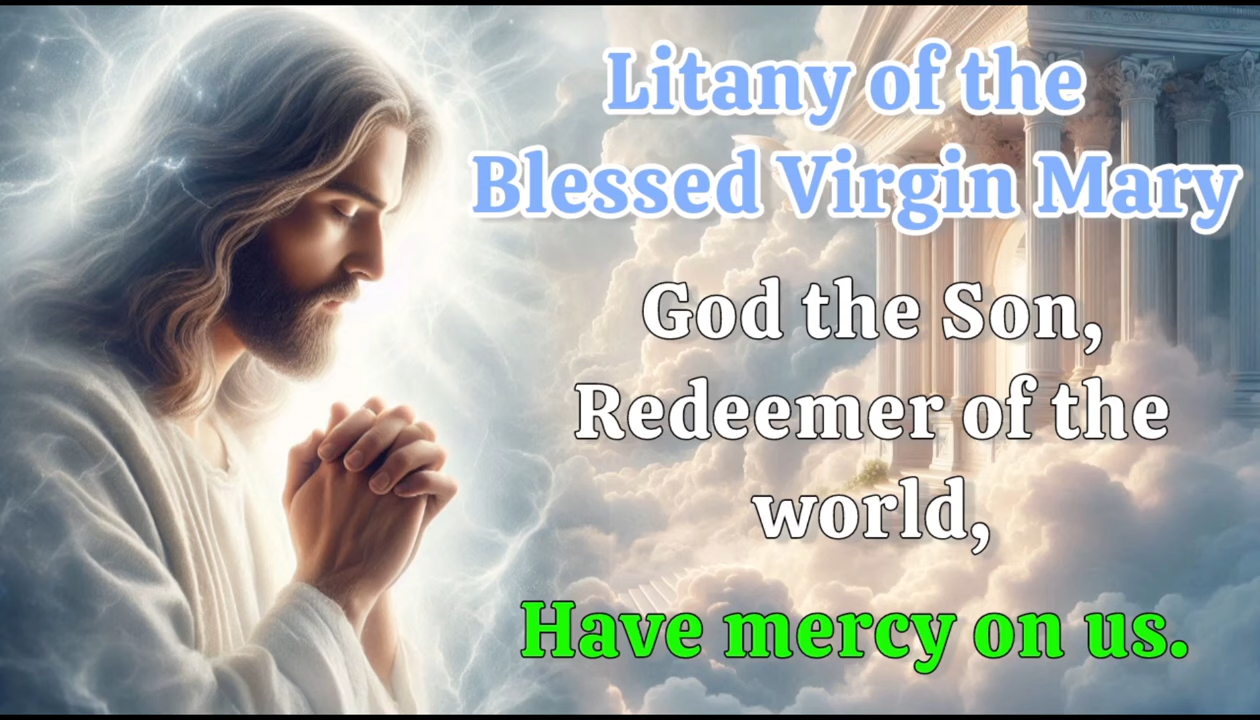 Litany of the
Blessed Virgin Mary
God the Son,
Redeemer of the
world,
Have mercy on us.